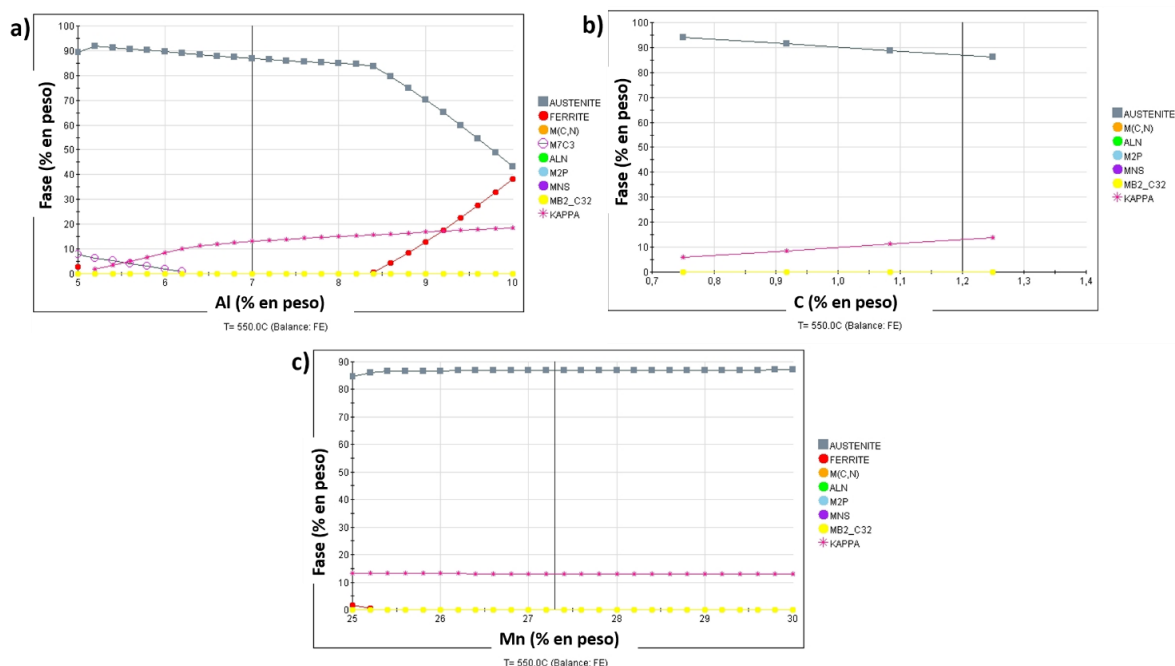 a)
100
90
80
70
60
50
40
30
20
10
0
Fase (% en peso)
5
6
7
8
9
10
Al (% en peso)
T= 550.0C (Balance: FE)
AUSTENITE
FERRITE
M(C,N)
M7C3
ALN
M2P
MNS
MB2_C32
KAPPA
b)
100
90
80
70
60
50
40
30
20
10
0
Fase (% en peso)
0,7
0,8
0,9
1,0
1,1
1,2
1,3
1,4
C (% en peso)
T= 550.0C (Balance: FE)
AUSTENITE
M(C,N)
ALN
M2P
MNS
MB2_C32
KAPPA
c)
90
80
70
60
50
40
30
20
10
0
Fase (% en peso)
25
26
27
28
29
30
Mn (% en peso)
T= 550.0C (Balance: FE)
AUSTENITE
FERRITE
M(C,N)
ALN
M2P
MNS
MB2_C32
KAPPA